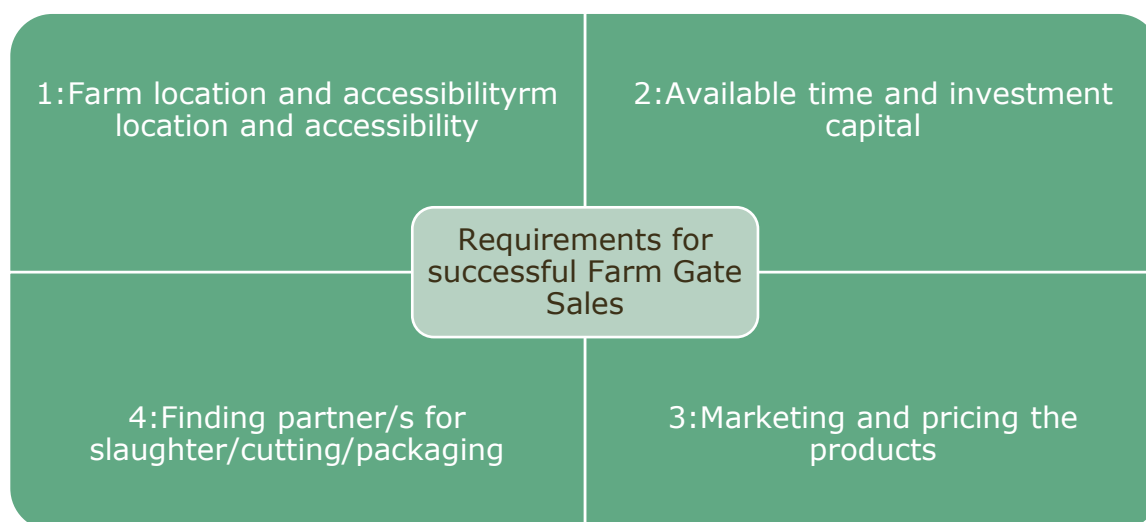 1:Farm location and accessibilityrm
location and accessibility
2:Available time and investment
capital
Requirements for
successful Farm Gate
Sales
4:Finding partner/s for
slaughter/cutting/packaging
3:Marketing and pricing the
products